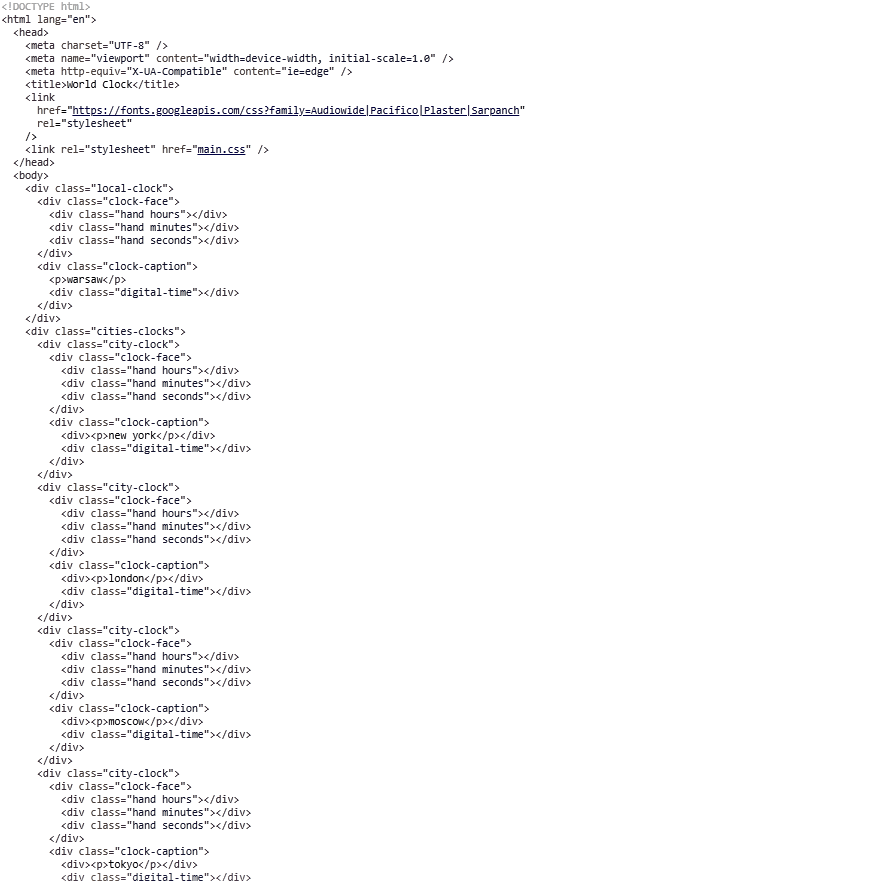 <!DOCTYPE html>
<html lang="en">
  <head>
    <meta charset="UTF-8" />
    <meta name="viewport" content="width=device-width, initial-scale=1.0" />
    <meta http-equiv="X-UA-Compatible" content="ie=edge" />
    <title>World Clock</title>
    <link
      href="https://fonts.googleapis.com/css?family=Audiowide|Pacifico|Plaster|Sarpanch"
      rel="stylesheet"
    />
    <link rel="stylesheet" href="main.css" />
  </head>
  <body>
    <div class="local-clock">
      <div class="clock-face">
        <div class="hand hours"></div>
        <div class="hand minutes"></div>
        <div class="hand seconds"></div>
      </div>
      <div class="clock-caption">
        <p>warsaw</p>
        <div class="digital-time"></div>
      </div>
    </div>
    <div class="cities-clocks">
      <div class="city-clock">
        <div class="clock-face">
          <div class="hand hours"></div>
          <div class="hand minutes"></div>
          <div class="hand seconds"></div>
        </div>
        <div class="clock-caption">
          <div><p>new york</p></div>
          <div class="digital-time"></div>
        </div>
      </div>
      <div class="city-clock">
        <div class="clock-face">
          <div class="hand hours"></div>
          <div class="hand minutes"></div>
          <div class="hand seconds"></div>
        </div>
        <div class="clock-caption">
          <div><p>london</p></div>
          <div class="digital-time"></div>
        </div>
      </div>
      <div class="city-clock">
        <div class="clock-face">
          <div class="hand hours"></div>
          <div class="hand minutes"></div>
          <div class="hand seconds"></div>
        </div>
        <div class="clock-caption">
          <div><p>moscow</p></div>
          <div class="digital-time"></div>
        </div>
      </div>
      <div class="city-clock">
        <div class="clock-face">
          <div class="hand hours"></div>
          <div class="hand minutes"></div>
          <div class="hand seconds"></div>
        </div>
        <div class="clock-caption">
          <div><p>tokyo</p></div>
          <div class="digital-time"></div>